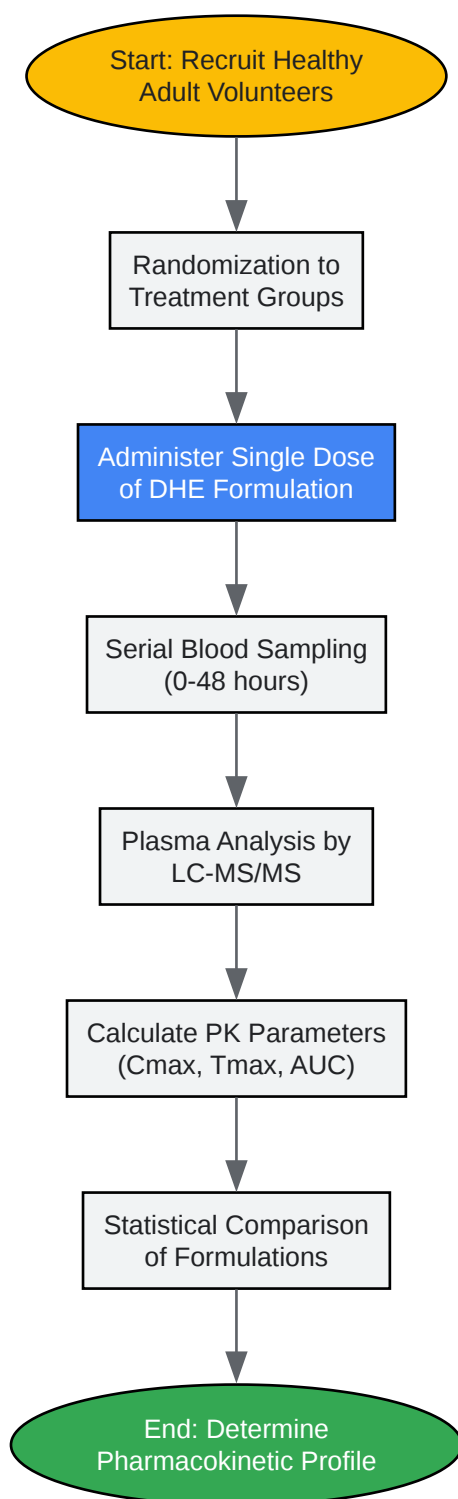 Start: Recruit Healthy
Adult Volunteers
Randomization to
Treatment Groups
Administer Single Dose
of DHE Formulation
Serial Blood Sampling
(0-48 hours)
Plasma Analysis by
LC-MS/MS
Calculate PK Parameters
(Cmax, Tmax, AUC)
Statistical Comparison
of Formulations
End: Determine
Pharmacokinetic Profile